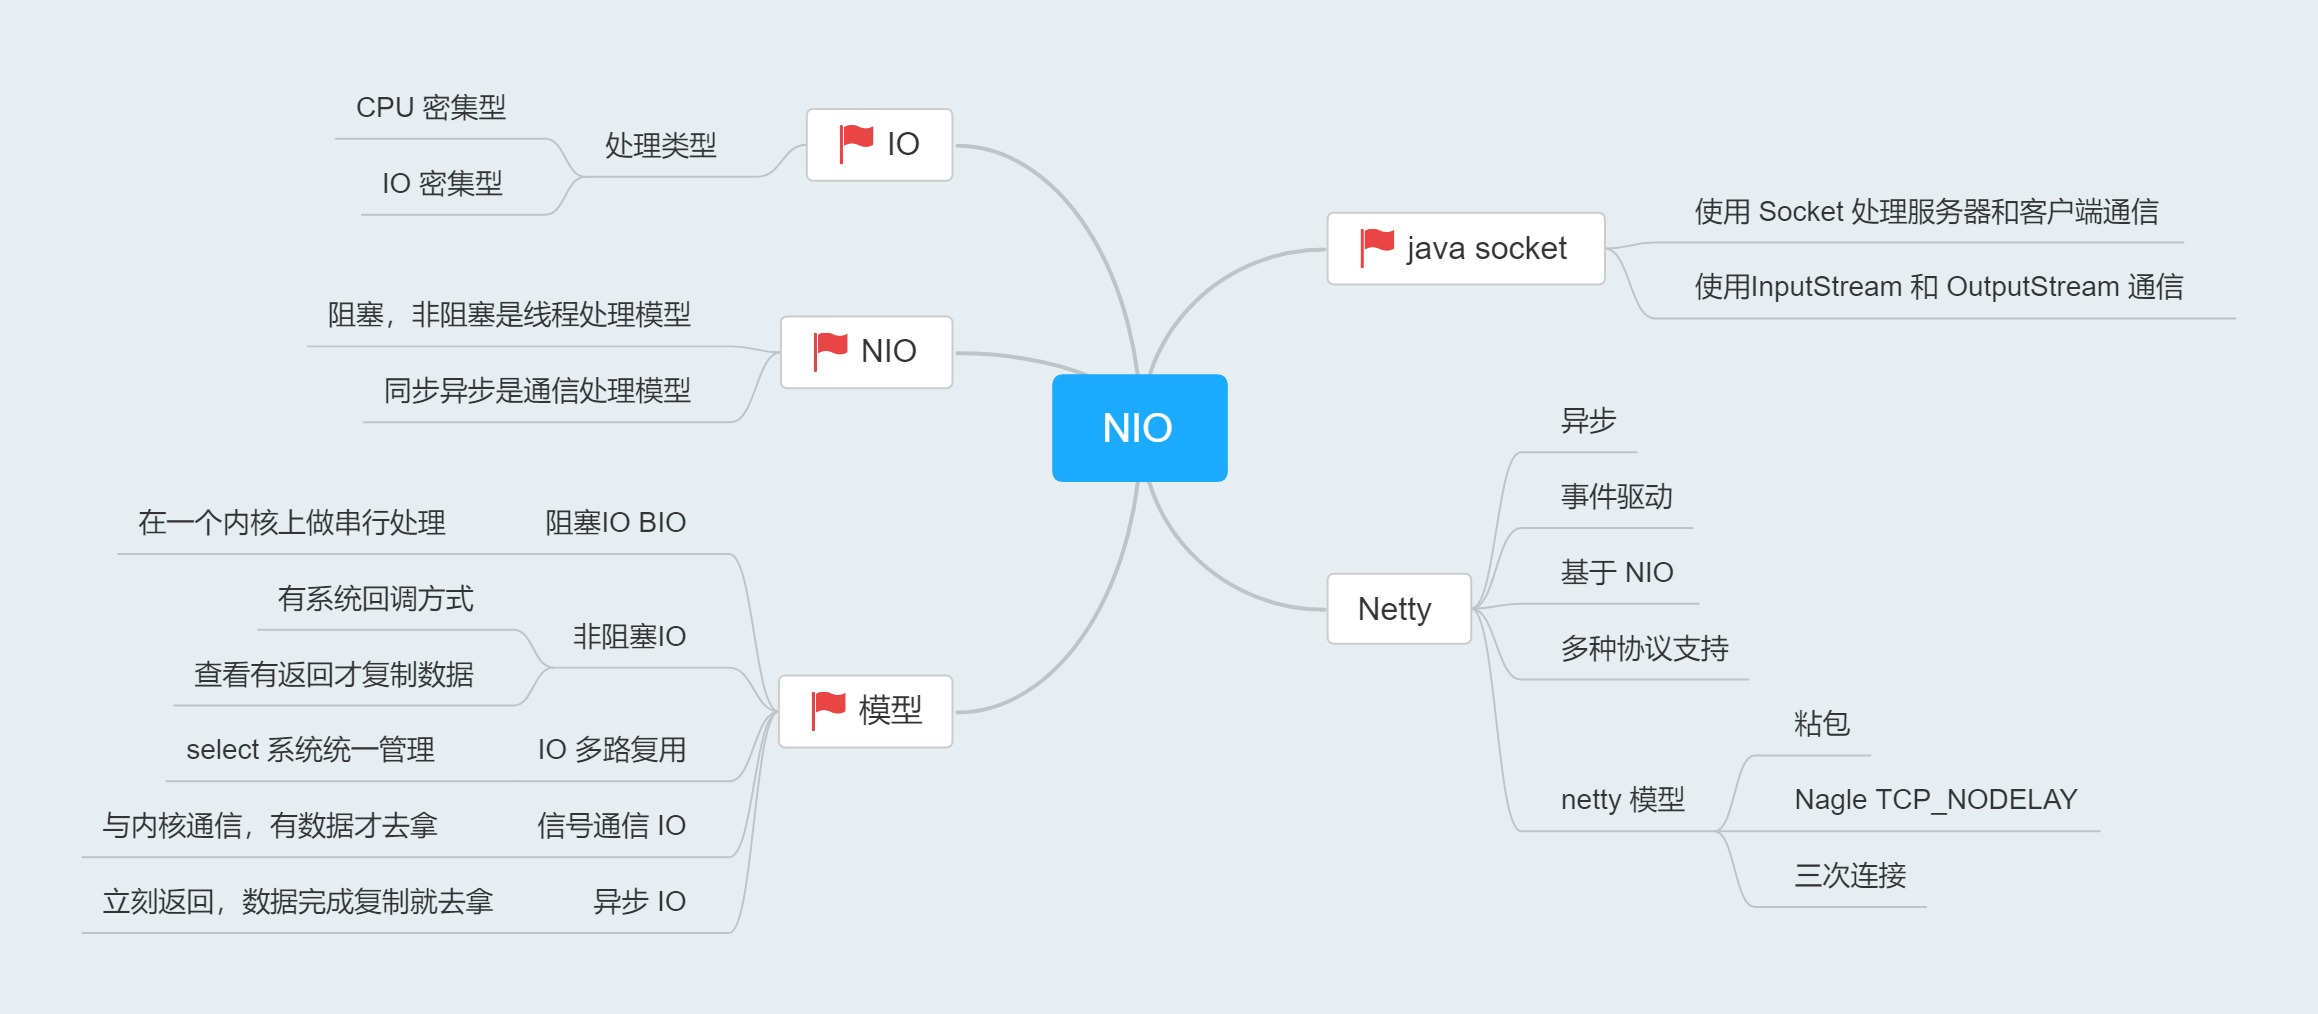 NIO
java socket
使用 Socket 处理服务器和客户端通信
使用InputStream 和 OutputStream 通信
Netty
异步
事件驱动
基于 NIO
多种协议支持
netty 模型
粘包
Nagle TCP_NODELAY
三次连接
IO
处理类型
CPU 密集型
IO 密集型
NIO
阻塞，非阻塞是线程处理模型
同步异步是通信处理模型
模型
阻塞IO BIO
在一个内核上做串行处理
非阻塞IO
有系统回调方式
查看有返回才复制数据
IO 多路复用
select 系统统一管理
信号通信 IO
与内核通信，有数据才去拿
异步 IO
立刻返回，数据完成复制就去拿